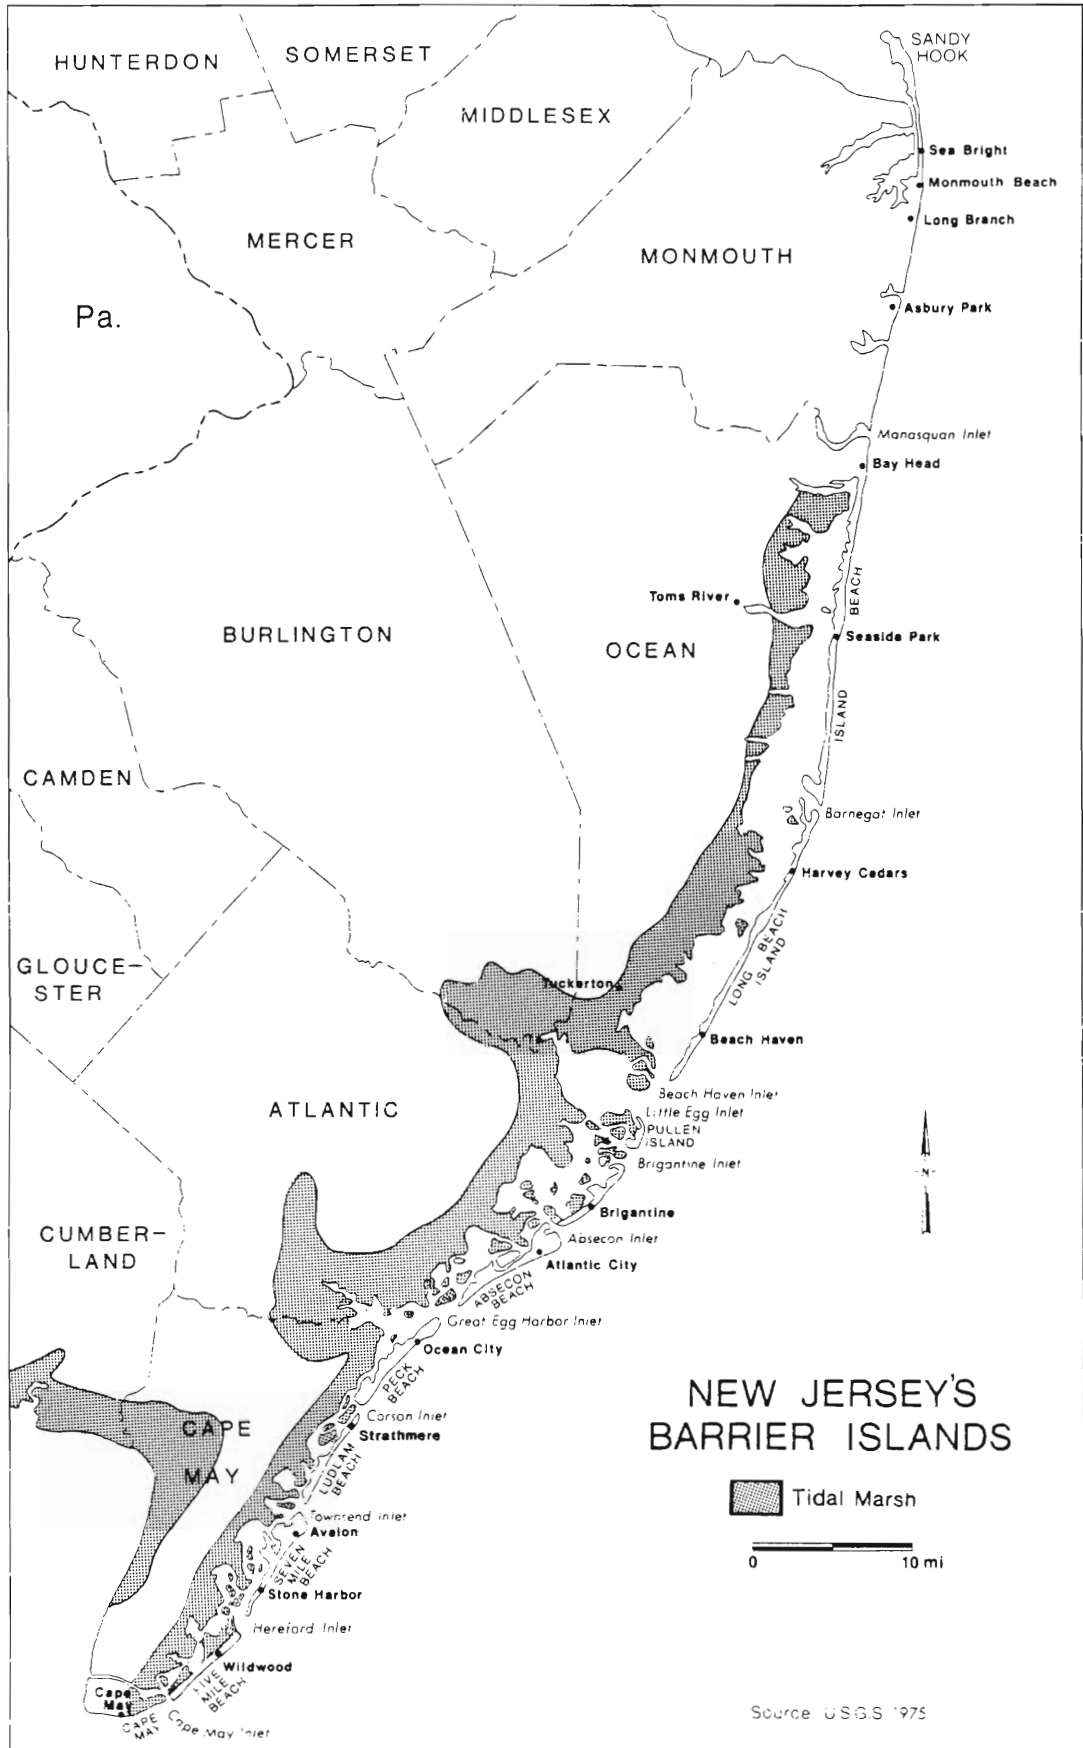 SANDY
HOOK
HUNTERDON
SOMERSET
MIDDLESEX
Sea Bright
Monmouth Beach
Long Branch
MERCER
MONMOUTH
Pa.
Asbury Park
Manasquan Inlet
Bay Head
Toms River
BEACH
BURLINGTON
OCEAN
Seaside Park
ISLAND
CAMDEN
Barnegat Inlet
Harvey Cedars
LONG BEACH
ISLAND
GLOUCE-
STER
Tuckerton
Beach Haven
Beach Haven Inlet
Little Egg Inlet
PULLEN
ISLAND
ATLANTIC
Brigantine Inlet
N
Brigantine
CUMBER-
LAND
Absecon Inlet
Atlantic City
ABSECON
BEACH
Great Egg Harbor Inlet
Ocean City
PECK
BEACH
Corson Inlet
Strathmere
LUDLAM
BEACH
CAPE
MAY
Townsend Inlet
Avalon
SEVEN
MILE
BEACH
Stone Harbor
Hereford Inlet
Wildwood
FIVE
MILE
BEACH
Cape
May
CAPE
MAY
Cape May Inlet
NEW JERSEY'S
BARRIER ISLANDS
Tidal Marsh
0 10 mi
Source U.S.G.S 1975